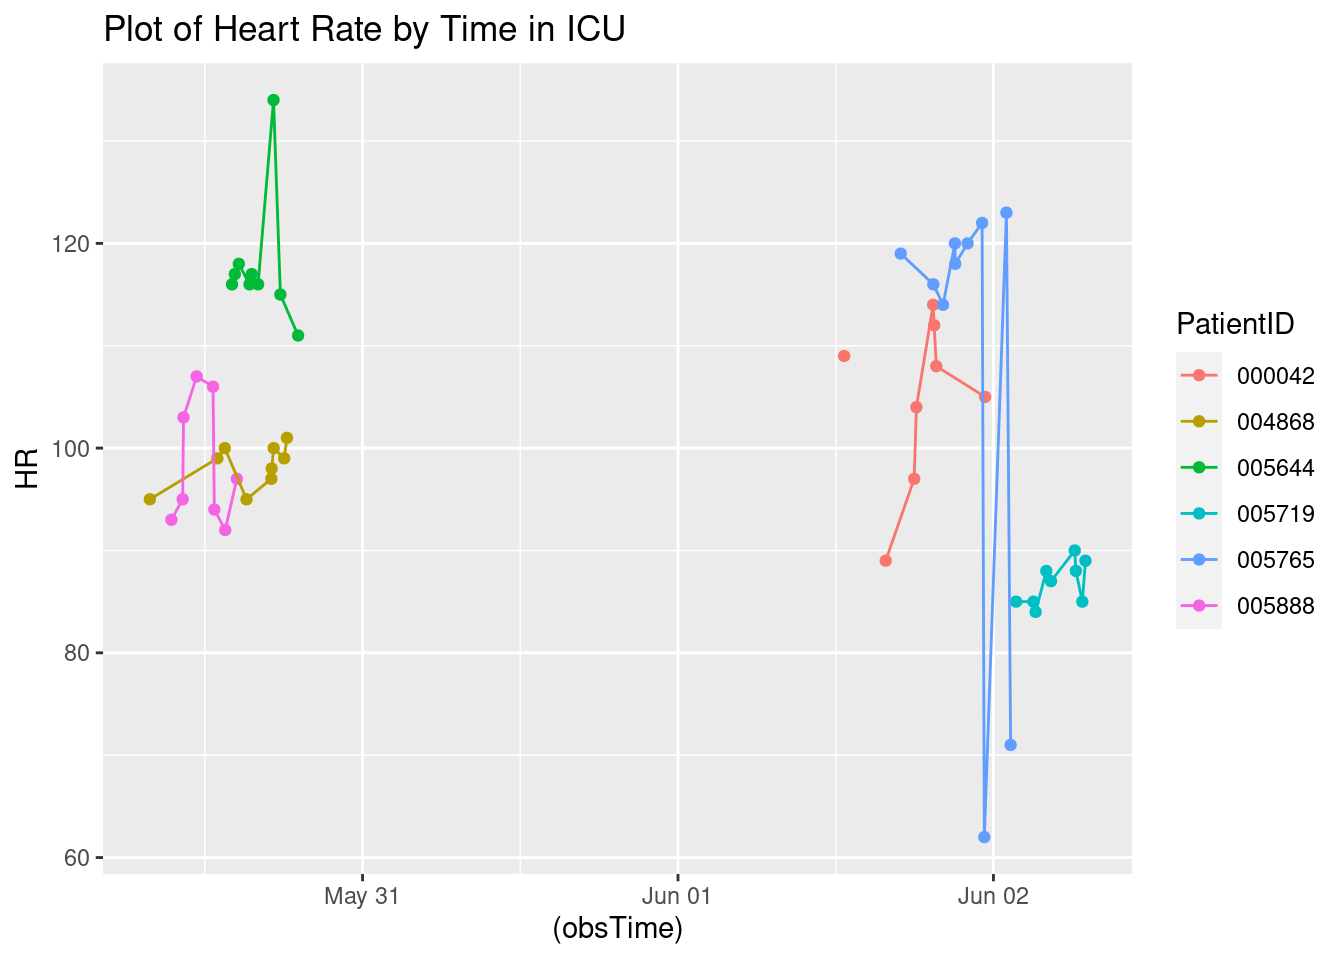 Plot of Heart Rate by Time in ICU
HR
120
100
80
60
May 31 Jun 01 Jun 02
(obsTime)
PatientID
000042
004868
005644
005719
005765
005888